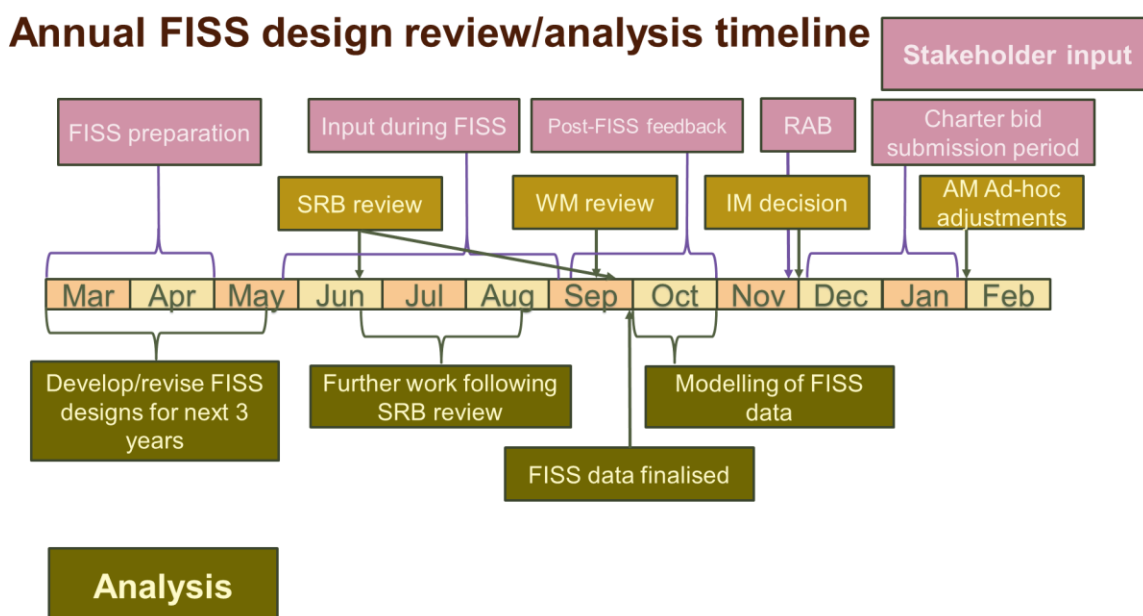 Annual FISS design review/analysis timeline
Stakeholder input
FISS preparation
Input during FISS
Post-FISS feedback
RAB
Charter bid
submission period
SRB review
WM review
IM decision
AM Ad-hoc
adjustments
Mar Apr May Jun Jul Aug Sep Oct Nov Dec Jan Feb
Develop/revise FISS
designs for next 3
years
Further work following
SRB review
Modelling of FISS
data
FISS data finalised
Analysis